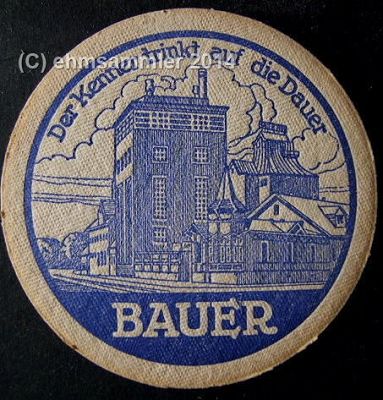 (C) ehmsammler 2014
Der Kenner trinkt auf die Dauer
BAUER